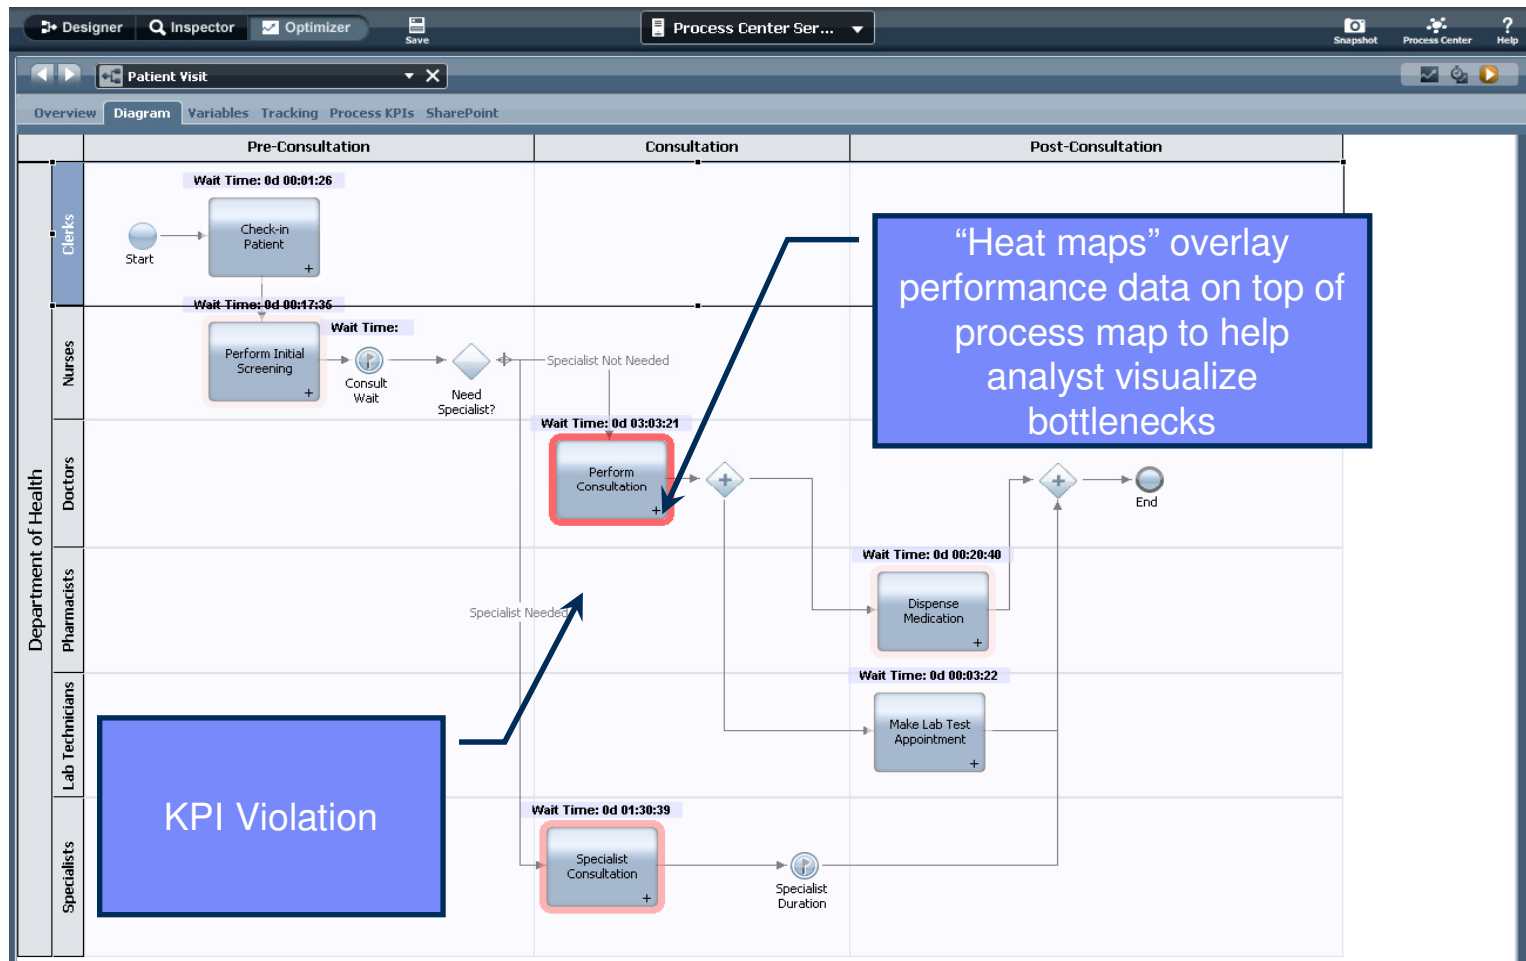 Designer
Inspector
Optimizer
Save
Process Center Ser...
Snapshot
Process Center
?
Help
Patient Visit
Overview
Diagram
Variables
Tracking
Process KPIs
SharePoint
Pre-Consultation
Consultation
Post-Consultation
Department of Health
Clerks
Wait Time: 0d 00:01:26
Start
Check-in
Patient
+
“Heat maps” overlay
performance data on top of
process map to help
analyst visualize
bottlenecks
Nurses
Wait Time: 0d 00:17:35
Perform Initial
Screening
+
Wait Time:
Consult
Wait
Need
Specialist?
Specialist Not Needed
Doctors
Wait Time: 0d 03:03:21
Perform
Consultation
+
End
Pharmacists
Specialist Needed
Wait Time: 0d 00:20:40
Dispense
Medication
+
Lab Technicians
Wait Time: 0d 00:03:22
Make Lab Test
Appointment
+
KPI Violation
Specialists
Wait Time: 0d 01:30:39
Specialist
Consultation
+
Specialist
Duration